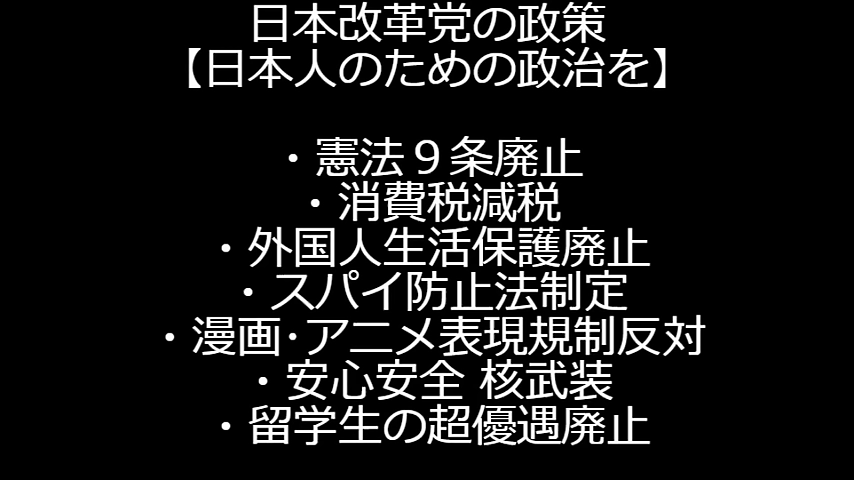 日本改革党の政策
【日本人のための政治を】
・憲法９条廃止
・消費税減税
・外国人生活保護廃止
・スパイ防止法制定
・漫画･アニメ表現規制反対
・安心安全 核武装
・留学生の超優遇廃止